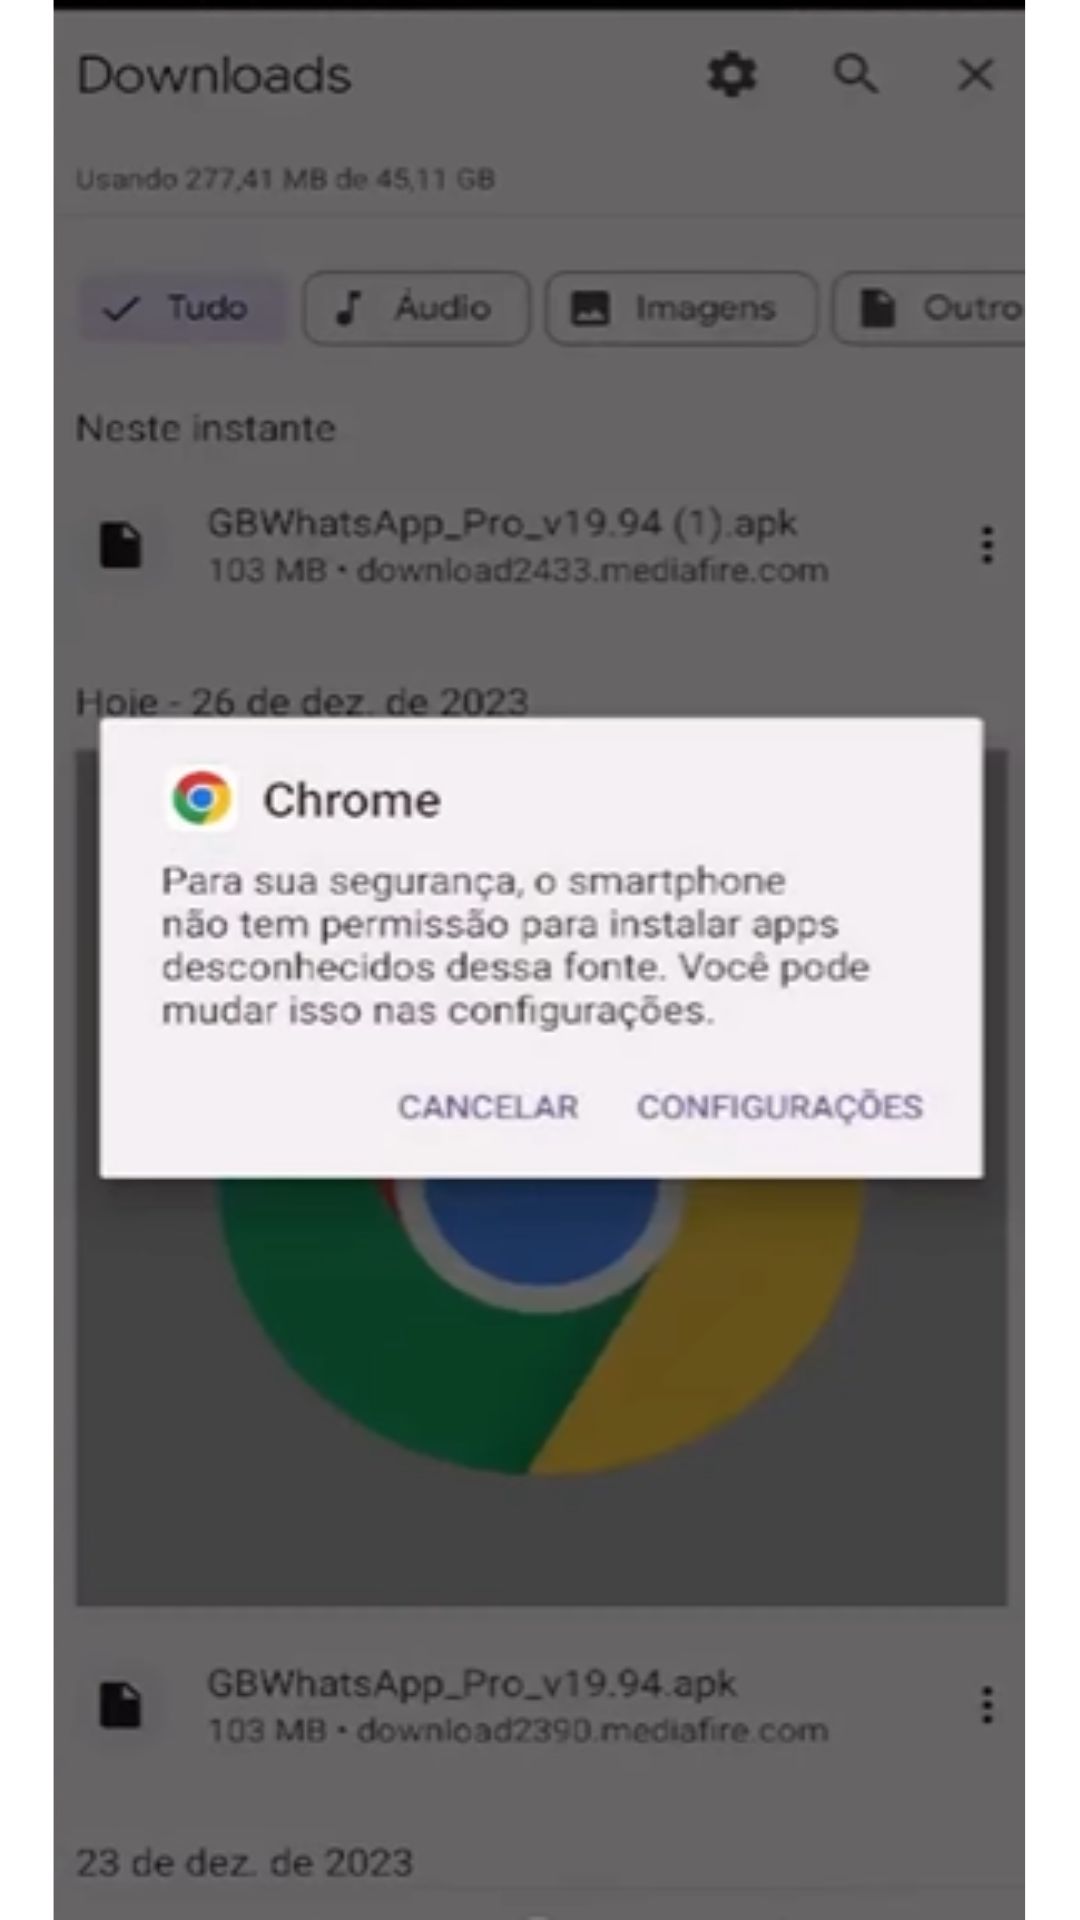 Downloads
Usando 277,41 MB de 45,11 GB
Tudo
Áudio
Imagens
Outro
Neste instante
GBWhatsApp_Pro_v19.94 (1).apk
103 MB • download2433.mediafire.com
Hoje - 26 de dez. de 2023
Chrome
Para sua segurança, o smartphone
não tem permissão para instalar apps
desconhecidos dessa fonte. Você pode
mudar isso nas configurações.
CANCELAR
CONFIGURAÇÕES
GBWhatsApp_Pro_v19.94.apk
103 MB • download2390.mediafire.com
23 de dez. de 2023